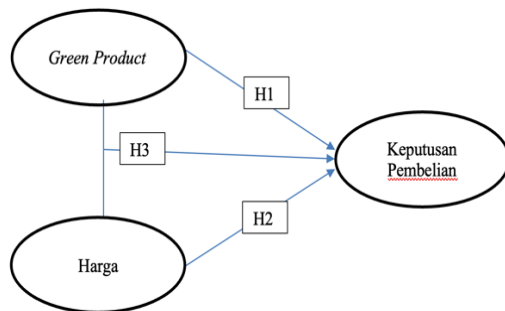 Green Product
H1
H3
Keputusan
Pembelian
H2
Harga